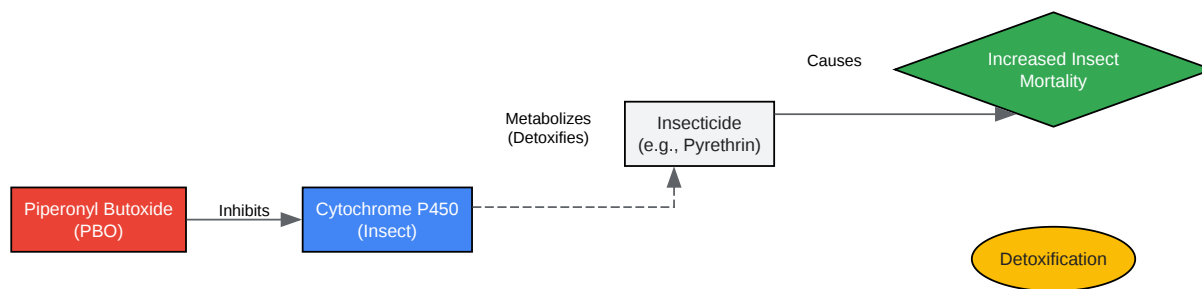 Causes
Increased Insect
Mortality
Metabolizes
(Detoxifies)
Insecticide
(e.g., Pyrethrin)
Piperonyl Butoxide
(PBO)
Inhibits
Cytochrome P450
(Insect)
Detoxification